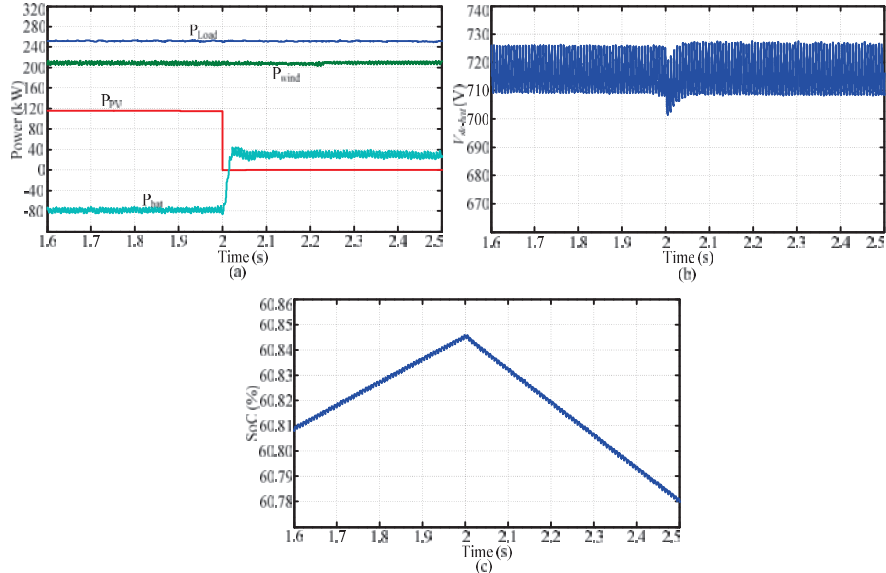 320
280
240
200
160
120
80
40
0
-40
-80
Power (kW)
P_Load
P_wind
P_PV
P_bat
1.6 1.7 1.8 1.9 2 2.1 2.2 2.3 2.4 2.5
Time (s)
(a)
740
730
720
710
700
690
680
670
660
V_dc-bat (V)
1.6 1.7 1.8 1.9 2 2.1 2.2 2.3 2.4 2.5
Time (s)
(b)
60.86
60.85
60.84
60.83
60.82
60.81
60.80
60.79
60.78
SoC (%)
1.6 1.7 1.8 1.9 2 2.1 2.2 2.3 2.4 2.5
Time (s)
(c)